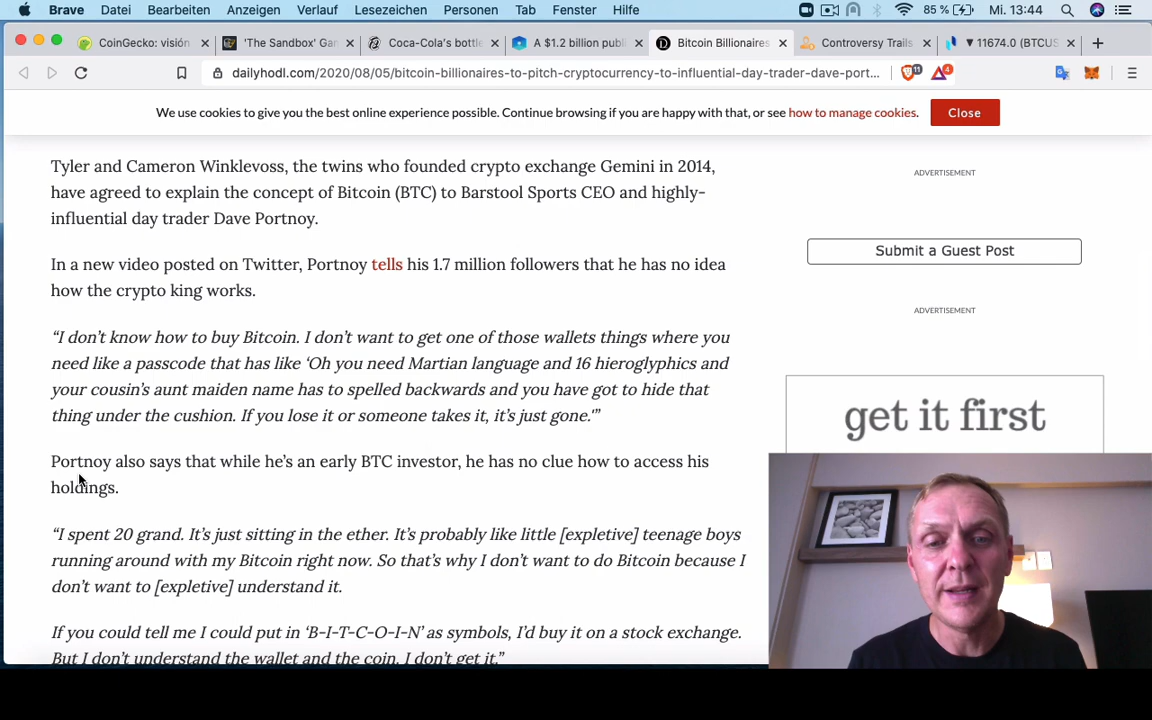 Brave Datei Bearbeiten Anzeigen Verlauf Lesezeichen Personen Tab Fenster Hilfe 85 % Mi. 13:44
CoinGecko: visión 'The Sandbox' Gan Coca-Cola's bottle A $1.2 billion publ Bitcoin Billionaires Controversy Trails ▼ 11674.0 (BTCUS
dailyhodl.com/2020/08/05/bitcoin-billionaires-to-pitch-cryptocurrency-to-influential-day-trader-dave-port... 11 4
We use cookies to give you the best online experience possible. Continue browsing if you are happy with that, or see how to manage cookies. Close
Tyler and Cameron Winklevoss, the twins who founded crypto exchange Gemini in 2014,
have agreed to explain the concept of Bitcoin (BTC) to Barstool Sports CEO and highly-
influential day trader Dave Portnoy.
In a new video posted on Twitter, Portnoy tells his 1.7 million followers that he has no idea
how the crypto king works.
“I don’t know how to buy Bitcoin. I don’t want to get one of those wallets things where you
need like a passcode that has like ‘Oh you need Martian language and 16 hieroglyphics and
your cousin’s aunt maiden name has to spelled backwards and you have got to hide that
thing under the cushion. If you lose it or someone takes it, it’s just gone.'”
Portnoy also says that while he’s an early BTC investor, he has no clue how to access his
holdings.
“I spent 20 grand. It’s just sitting in the ether. It’s probably like little [expletive] teenage boys
running around with my Bitcoin right now. So that’s why I don’t want to do Bitcoin because I
don’t want to [expletive] understand it.
If you could tell me I could put in ‘B-I-T-C-O-I-N’ as symbols, I’d buy it on a stock exchange.
But I don’t understand the wallet and the coin. I don’t get it.”
ADVERTISEMENT
Submit a Guest Post
ADVERTISEMENT
get it first